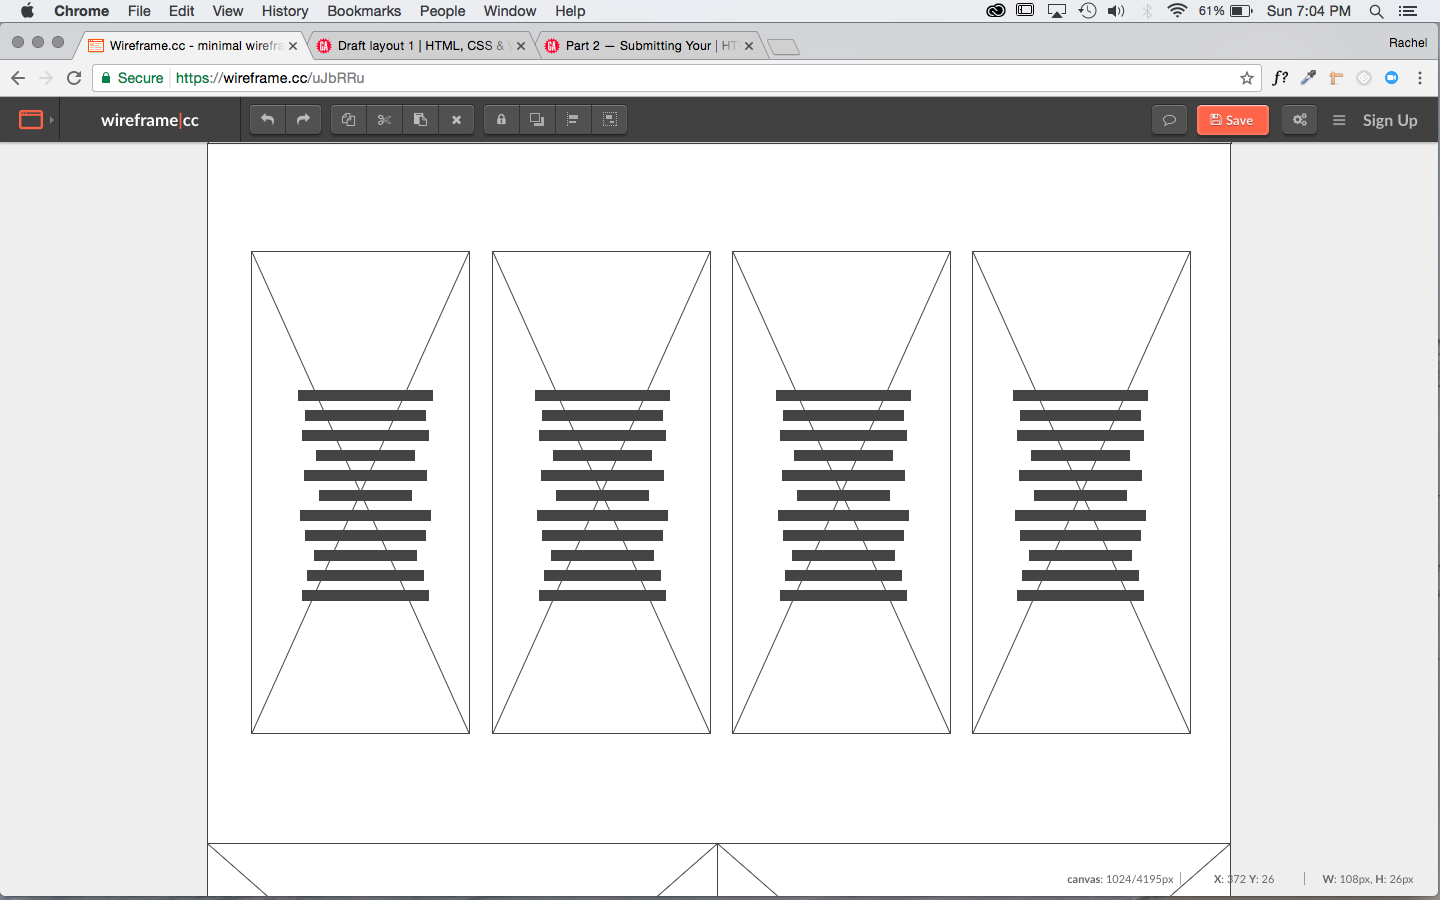 Chrome File Edit View History Bookmarks People Window Help 61% Sun 7:04 PM
Wireframe.cc - minimal wirefra Draft layout 1 | HTML, CSS & Part 2 — Submitting Your | HT Rachel
Secure https://wireframe.cc/uJbRRu f?
wireframe|cc Save Sign Up
canvas: 1024/4195px X: 372 Y: 26 W: 108px, H: 26px